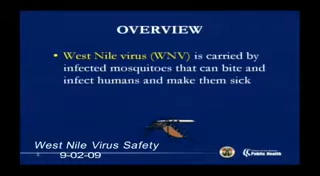 OVERVIEW
• West Nile virus (WNV) is carried by
infected mosquitoes that can bite and
infect humans and make them sick
West Nile Virus Safety
9-02-09
Public Health